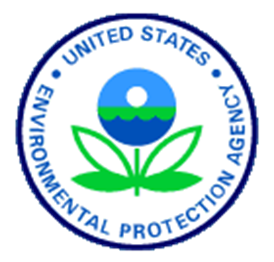 UNITED STATES
ENVIRONMENTAL PROTECTION AGENCY